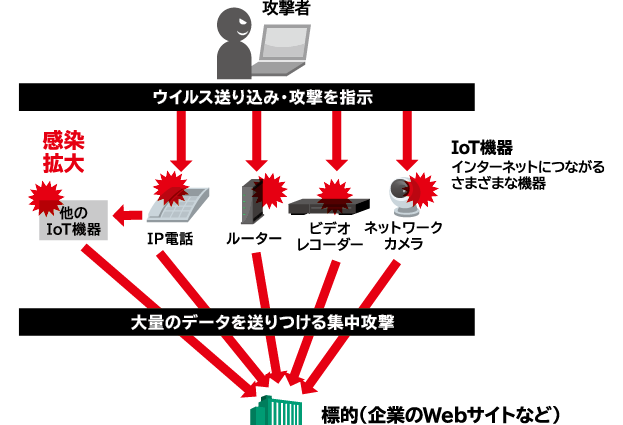 攻撃者
ウイルス送り込み・攻撃を指示
感染
拡大
IoT機器
インターネットにつながる
さまざまな機器
他の
IoT機器
IP電話
ルーター
ビデオ
レコーダー
ネットワーク
カメラ
大量のデータを送りつける集中攻撃
標的（企業のWebサイトなど）